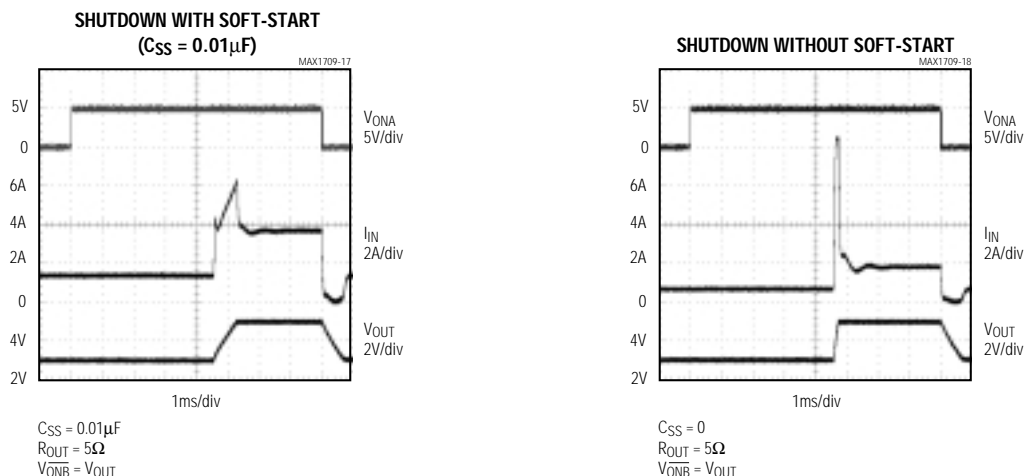 SHUTDOWN WITH SOFT-START
(CSS = 0.01μF)
MAX1709-17
5V
0
6A
4A
2A
0
4V
2V
VONA
5V/div
IIN
2A/div
VOUT
2V/div
1ms/div
CSS = 0.01μF
ROUT = 5Ω
VONB = VOUT
SHUTDOWN WITHOUT SOFT-START
MAX1709-18
5V
0
6A
4A
2A
0
4V
2V
VONA
5V/div
IIN
2A/div
VOUT
2V/div
1ms/div
CSS = 0
ROUT = 5Ω
VONB = VOUT